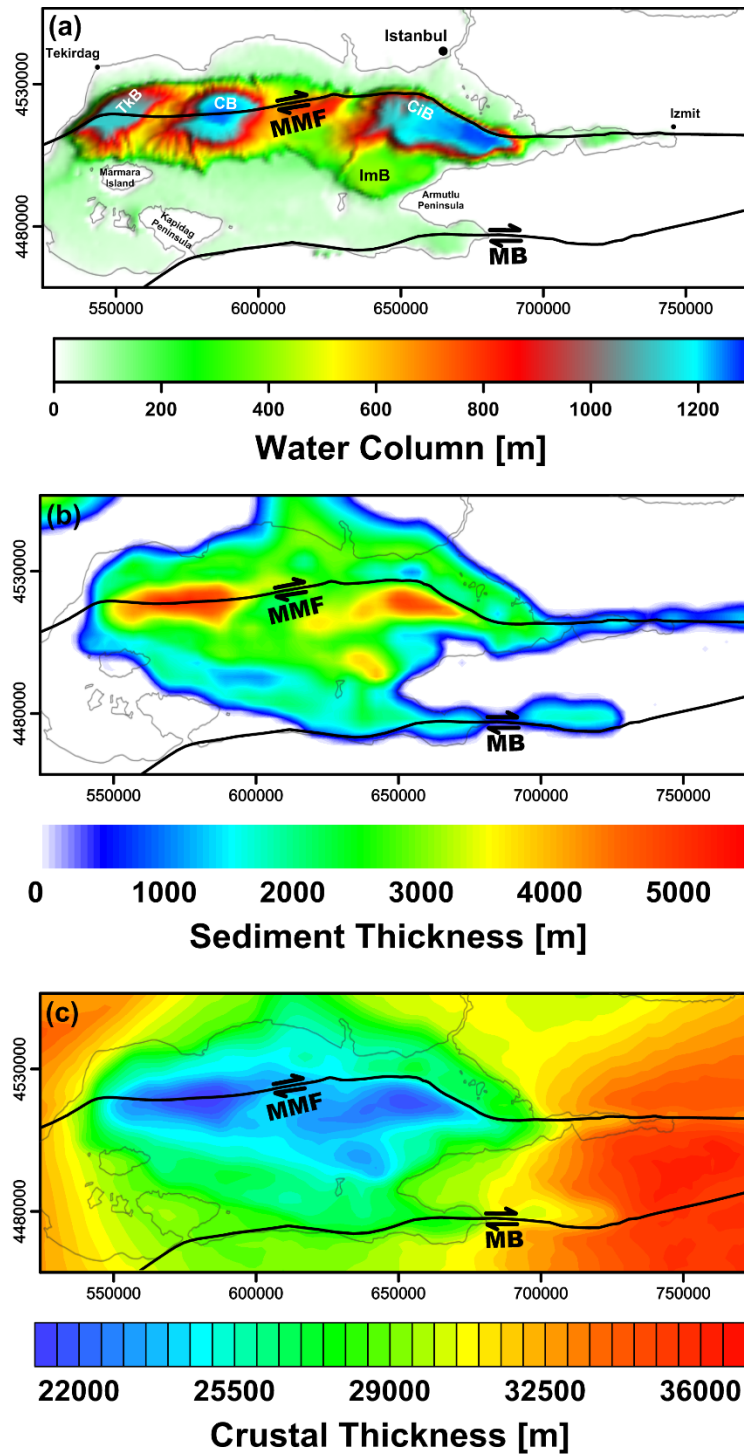 (a)
Istanbul
Tekirdag
4530000
TkB
CB
CiB
MMF
Izmit
ImB
Marmara
Island
Armutlu
Peninsula
Kapidag
Peninsula
4480000
MB
550000 600000 650000 700000 750000
0 200 400 600 800 1000 1200
Water Column [m]
(b)
4530000
MMF
4480000
MB
550000 600000 650000 700000 750000
0 1000 2000 3000 4000 5000
Sediment Thickness [m]
(c)
4530000
MMF
4480000
MB
550000 600000 650000 700000 750000
22000 25500 29000 32500 36000
Crustal Thickness [m]